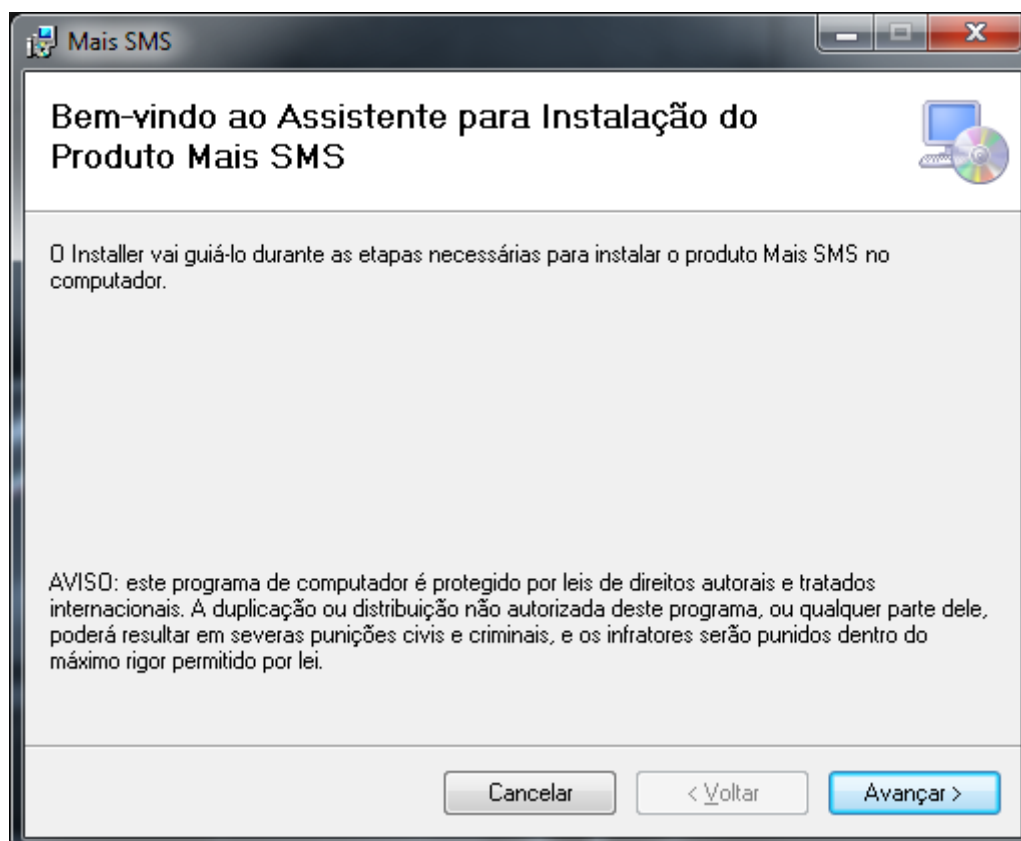 Mais SMS
Bem-vindo ao Assistente para Instalação do
Produto Mais SMS
O Installer vai guiá-lo durante as etapas necessárias para instalar o produto Mais SMS no
computador.
AVISO: este programa de computador é protegido por leis de direitos autorais e tratados
internacionais. A duplicação ou distribuição não autorizada deste programa, ou qualquer parte dele,
poderá resultar em severas punições civis e criminais, e os infratores serão punidos dentro do
máximo rigor permitido por lei.
Cancelar
< Voltar
Avançar >